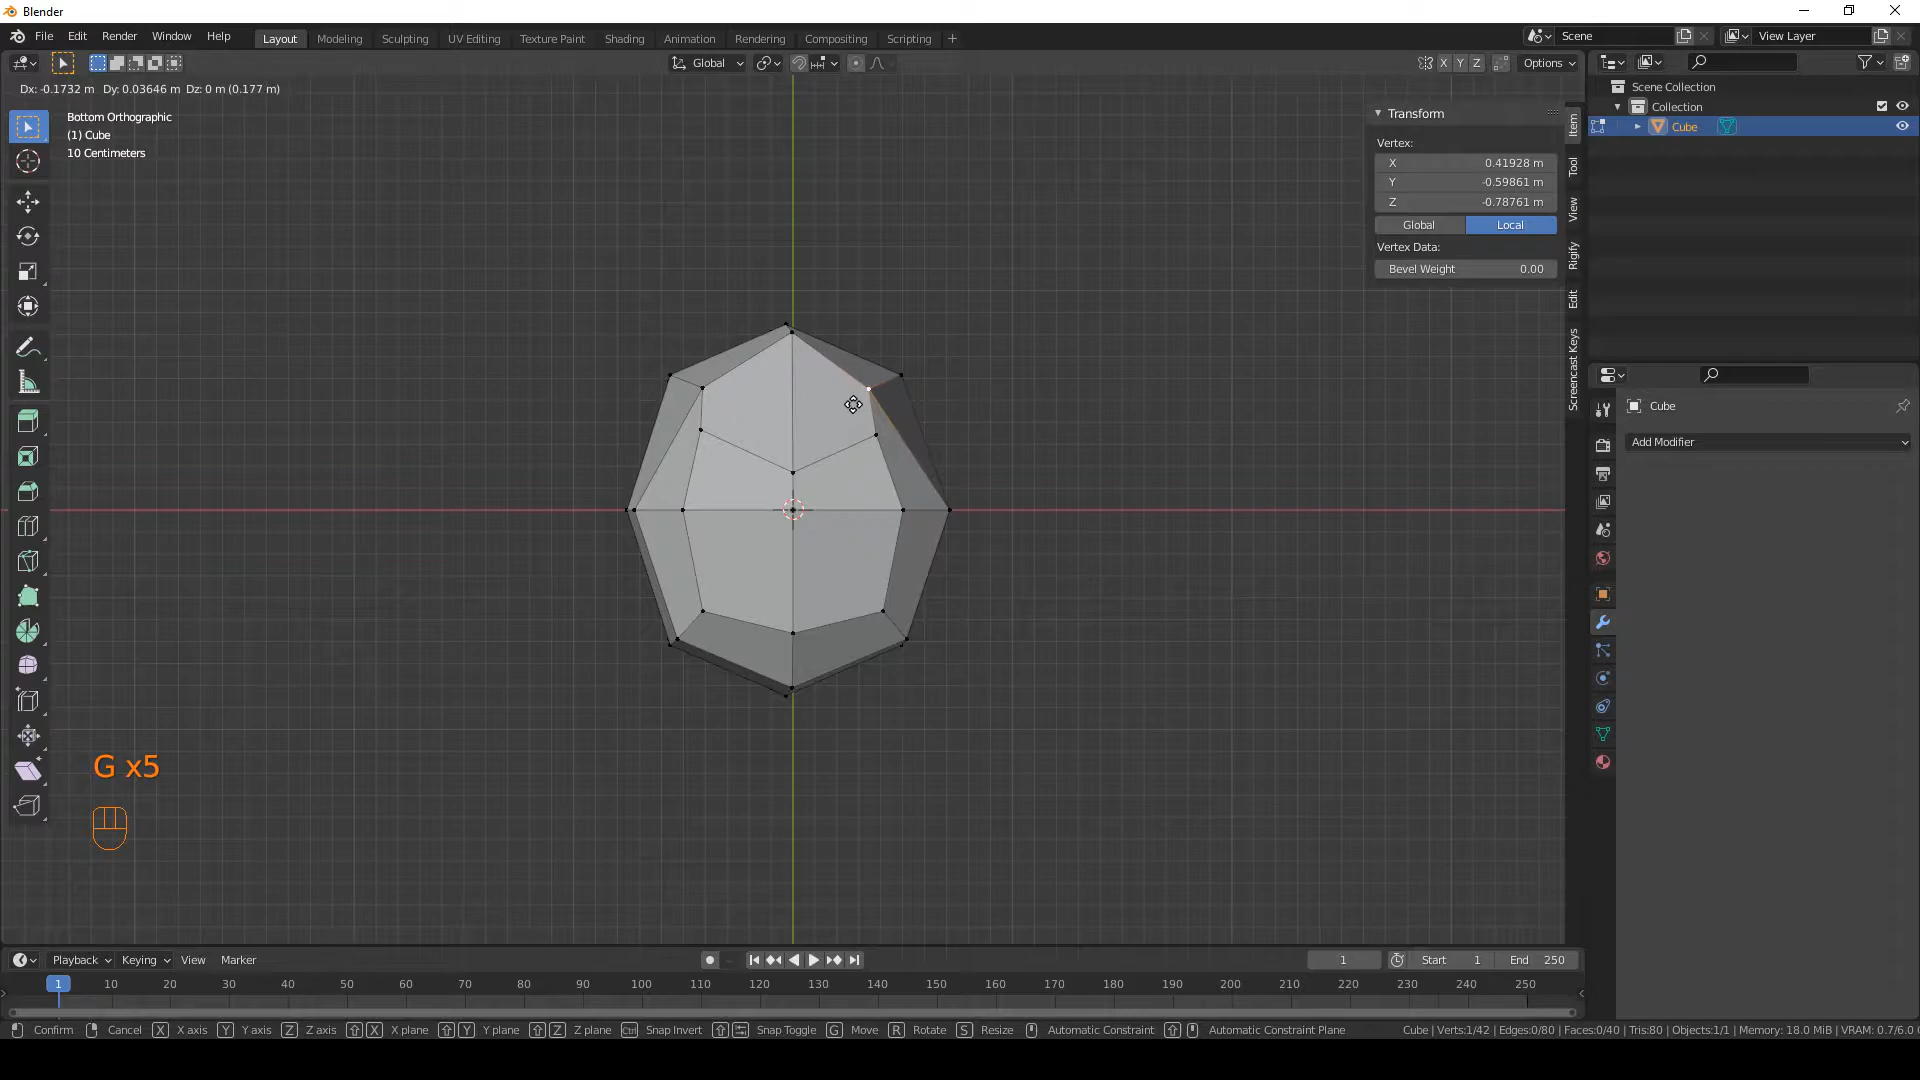 Blender
File Edit Render Window Help
Layout Modeling Sculpting UV Editing Texture Paint Shading Animation Rendering Compositing Scripting +
Scene
View Layer
Global
X Y Z
Options
Dx: -0.1732 m Dy: 0.03646 m Dz: 0 m (0.177 m)
Bottom Orthographic
(1) Cube
10 Centimeters
Transform
Vertex:
X 0.41928 m
Y -0.59861 m
Z -0.78761 m
Global Local
Vertex Data:
Bevel Weight 0.00
Item
Tool
View
Rigify
Edit
Screencast Keys
Scene Collection
Collection
Cube
Cube
Add Modifier
G x5
Playback Keying View Marker
1
Start 1
End 250
1 10 20 30 40 50 60 70 80 90 100 110 120 130 140 150 160 170 180 190 200 210 220 230 240 250
Confirm Cancel X X axis Y Y axis Z Z axis X X plane Y Y plane Z Z plane Ctrl Snap Invert Snap Toggle G Move R Rotate S Resize Automatic Constraint Automatic Constraint Plane
Cube | Verts:1/42 | Edges:0/80 | Faces:0/40 | Tris:80 | Objects:1/1 | Memory: 18.0 MiB | VRAM: 0.7/6.0